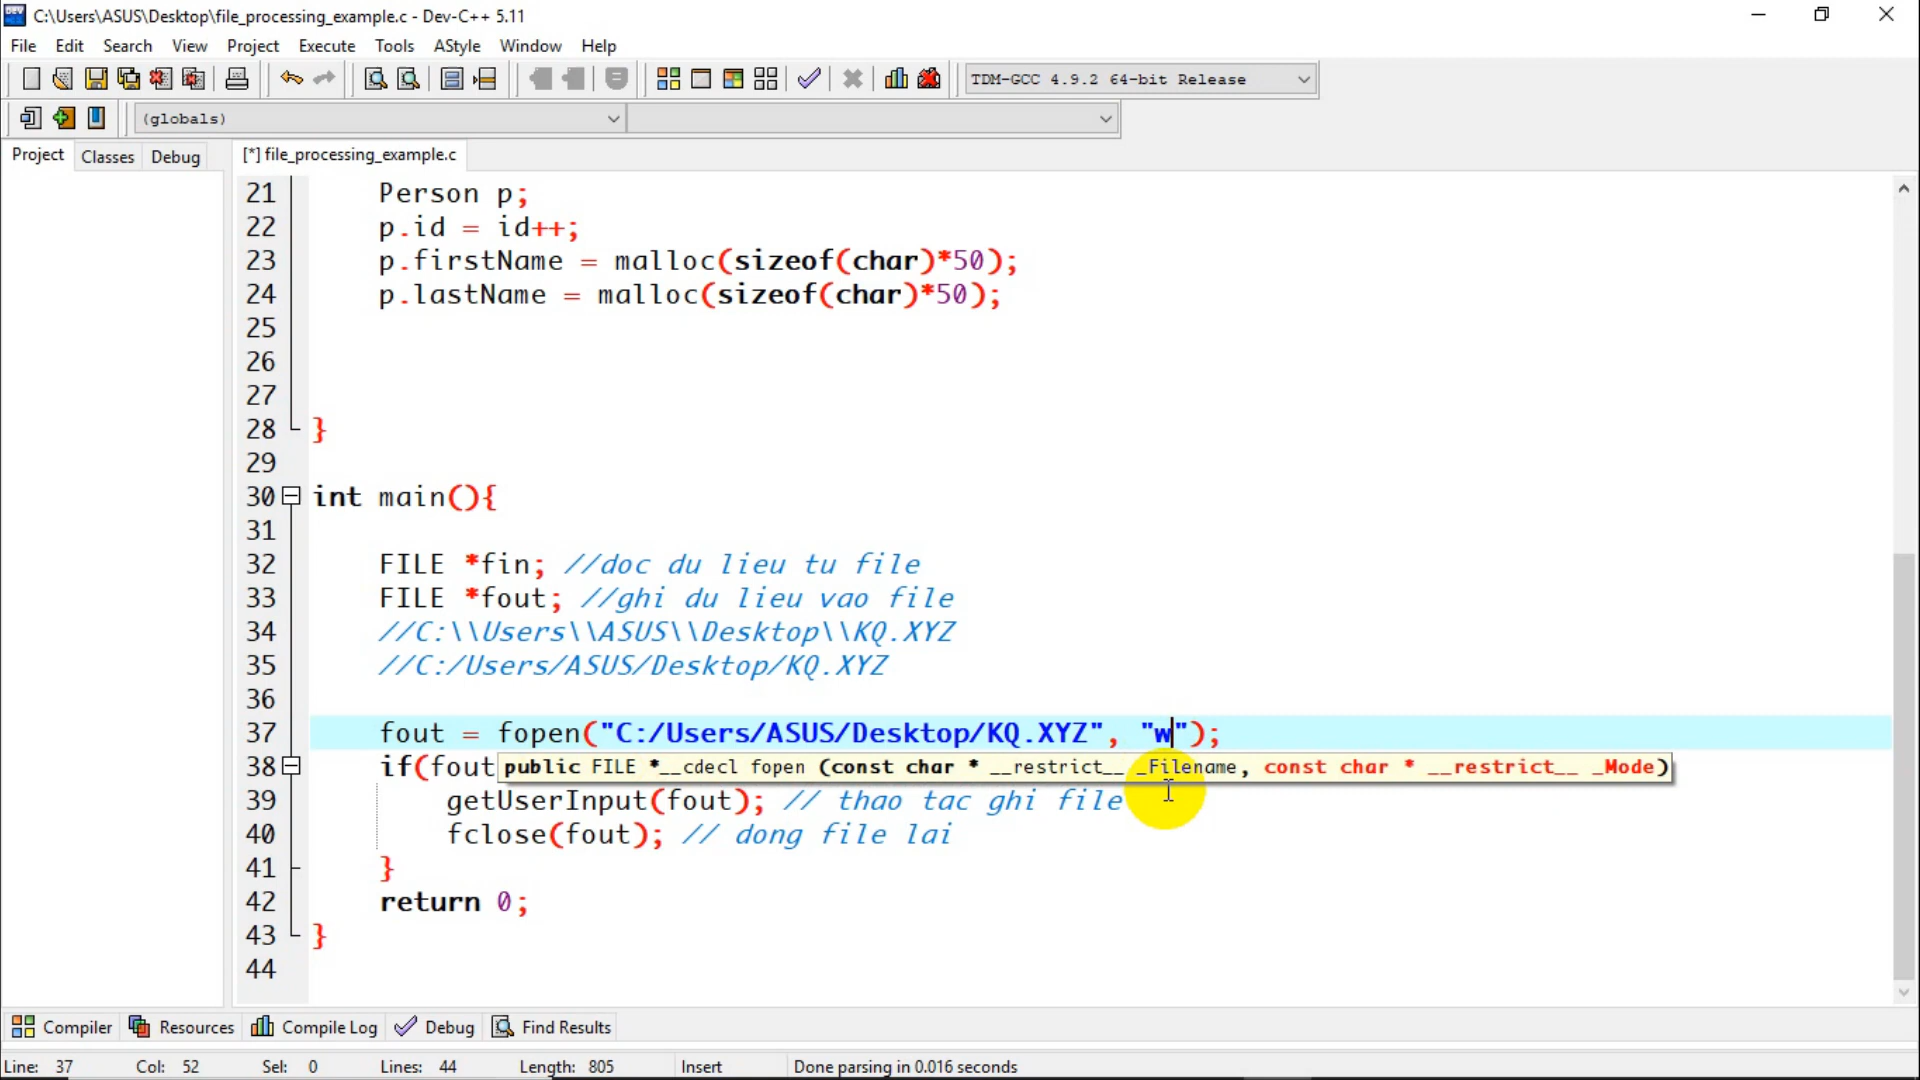 C:\Users\ASUS\Desktop\file_processing_example.c - Dev-C++ 5.11
File Edit Search View Project Execute Tools AStyle Window Help
TDM-GCC 4.9.2 64-bit Release
(globals)
Project Classes Debug [*] file_processing_example.c
21 Person p;
22 p.id = id++;
23 p.firstName = malloc(sizeof(char)*50);
24 p.lastName = malloc(sizeof(char)*50);
25
26
27
28 }
29
30 int main(){
31
32 FILE *fin; //doc du lieu tu file
33 FILE *fout; //ghi du lieu vao file
34 //C:\\Users\\ASUS\\Desktop\\KQ.XYZ
35 //C:/Users/ASUS/Desktop/KQ.XYZ
36
37 fout = fopen("C:/Users/ASUS/Desktop/KQ.XYZ", "w");
38 if(fout public FILE *__cdecl fopen (const char * __restrict__ _Filename, const char * __restrict__ _Mode)
39 getUserInput(fout); // thao tac ghi file
40 fclose(fout); // dong file lai
41 }
42 return 0;
43 }
44
Compiler Resources Compile Log Debug Find Results
Line: 37 Col: 52 Sel: 0 Lines: 44 Length: 805 Insert Done parsing in 0.016 seconds